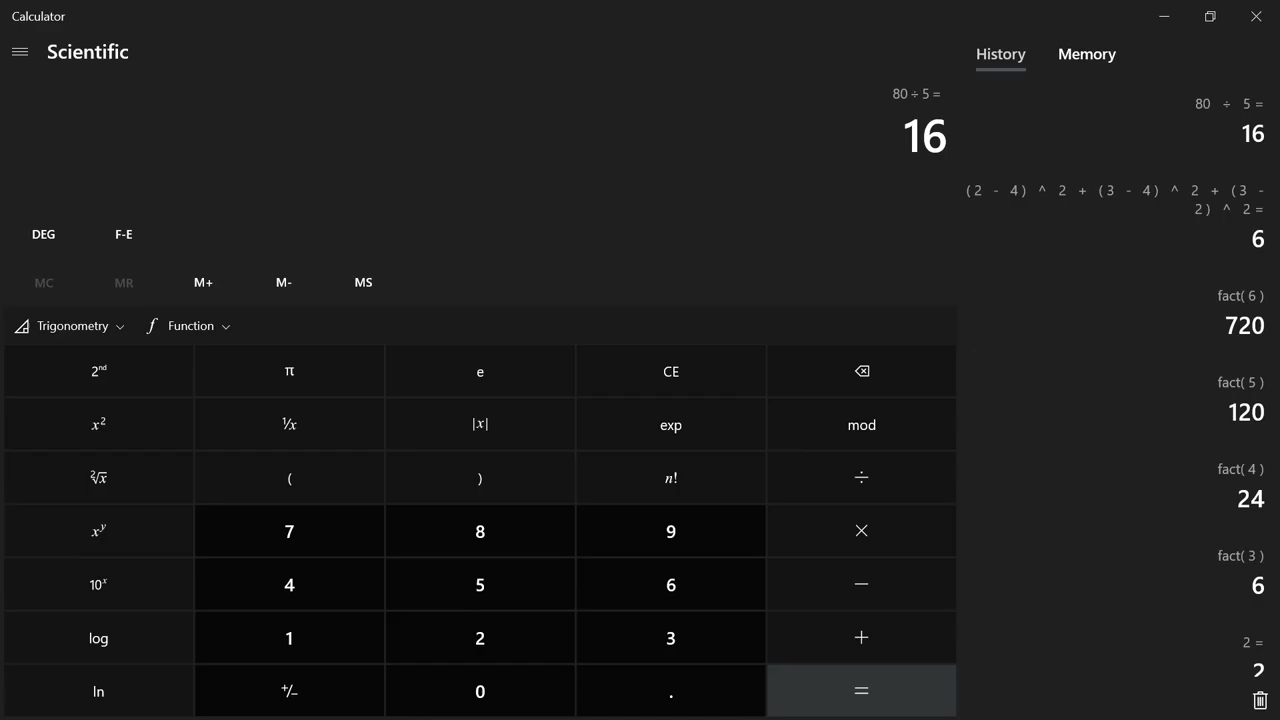 Calculator
Scientific
History Memory
80 ÷ 5 =
16
80 ÷ 5 =
16
(2 - 4) ^ 2 + (3 - 4) ^ 2 + (3 -
2) ^ 2 =
6
fact( 6 )
720
fact( 5 )
120
fact( 4 )
24
fact( 3 )
6
2 =
2
DEG F-E
MC MR M+ M- MS
Trigonometry f Function
2ⁿᵈ π e CE
x² ¹/x |x| exp mod
²√x ( ) n! ÷
xʸ 7 8 9 ×
10ˣ 4 5 6 −
log 1 2 3 +
ln +/− 0 . =